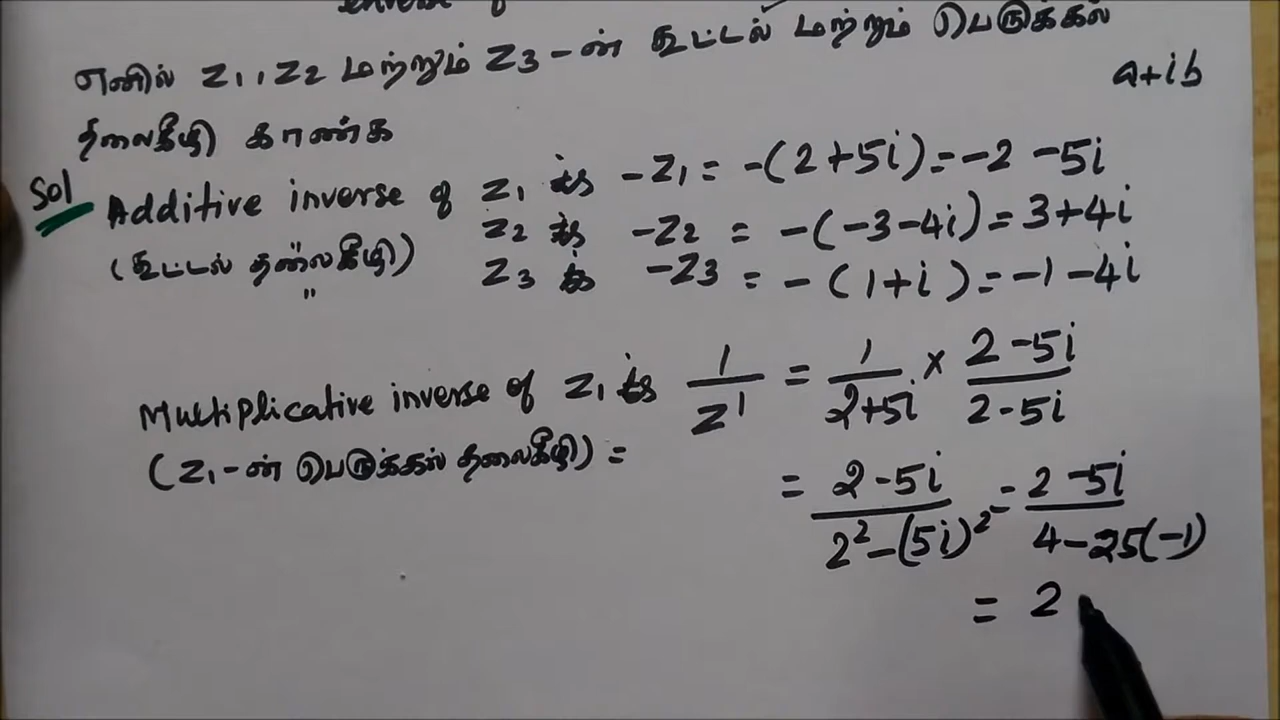 inverse of
எனில் z1, z2 மற்றும் z3 - ன் கூட்டல் மற்றும் பெருக்கல்
a+ib
நிலைகீழி காண்க
Sol
Additive inverse of z1 is -z1 = -(2+5i) = -2 -5i
z2 is -z2 = -(-3-4i) = 3+4i
(கூட்டல்
z3 is -z3 = -(1+i) = -1 -4i
"
Multiplicative inverse of z1 is 1/z1 = 1/2+5i × 2-5i/2-5i
(z1 - ன் பெருக்கல் தலைகீழி) =
= 2-5i/2²-(5i)² = 2-5i/4-25(-1)
= 2